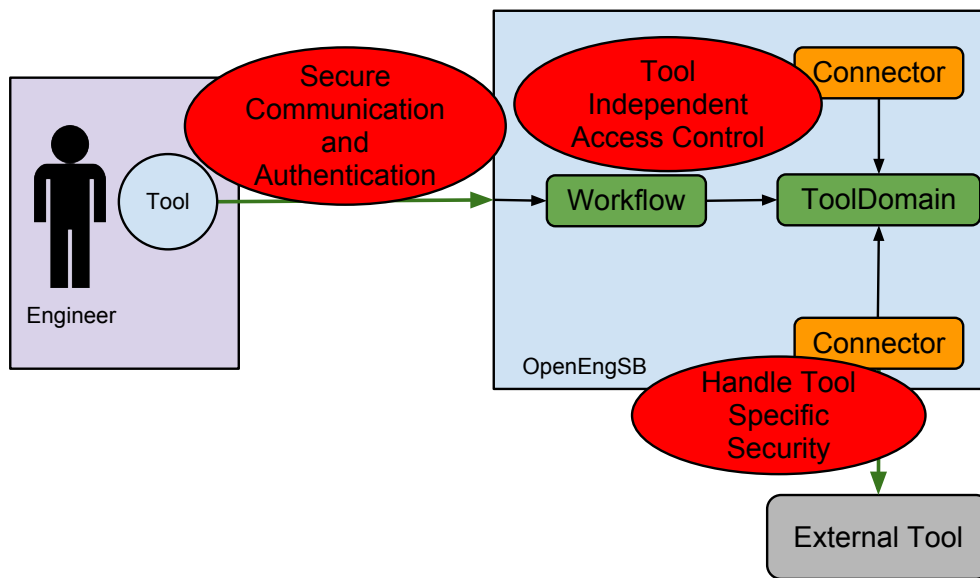 Secure
Communication
and
Authentication
Tool
Independent
Access Control
Connector
Tool
Workflow
ToolDomain
Engineer
OpenEngSB
Connector
Handle Tool
Specific
Security
External Tool